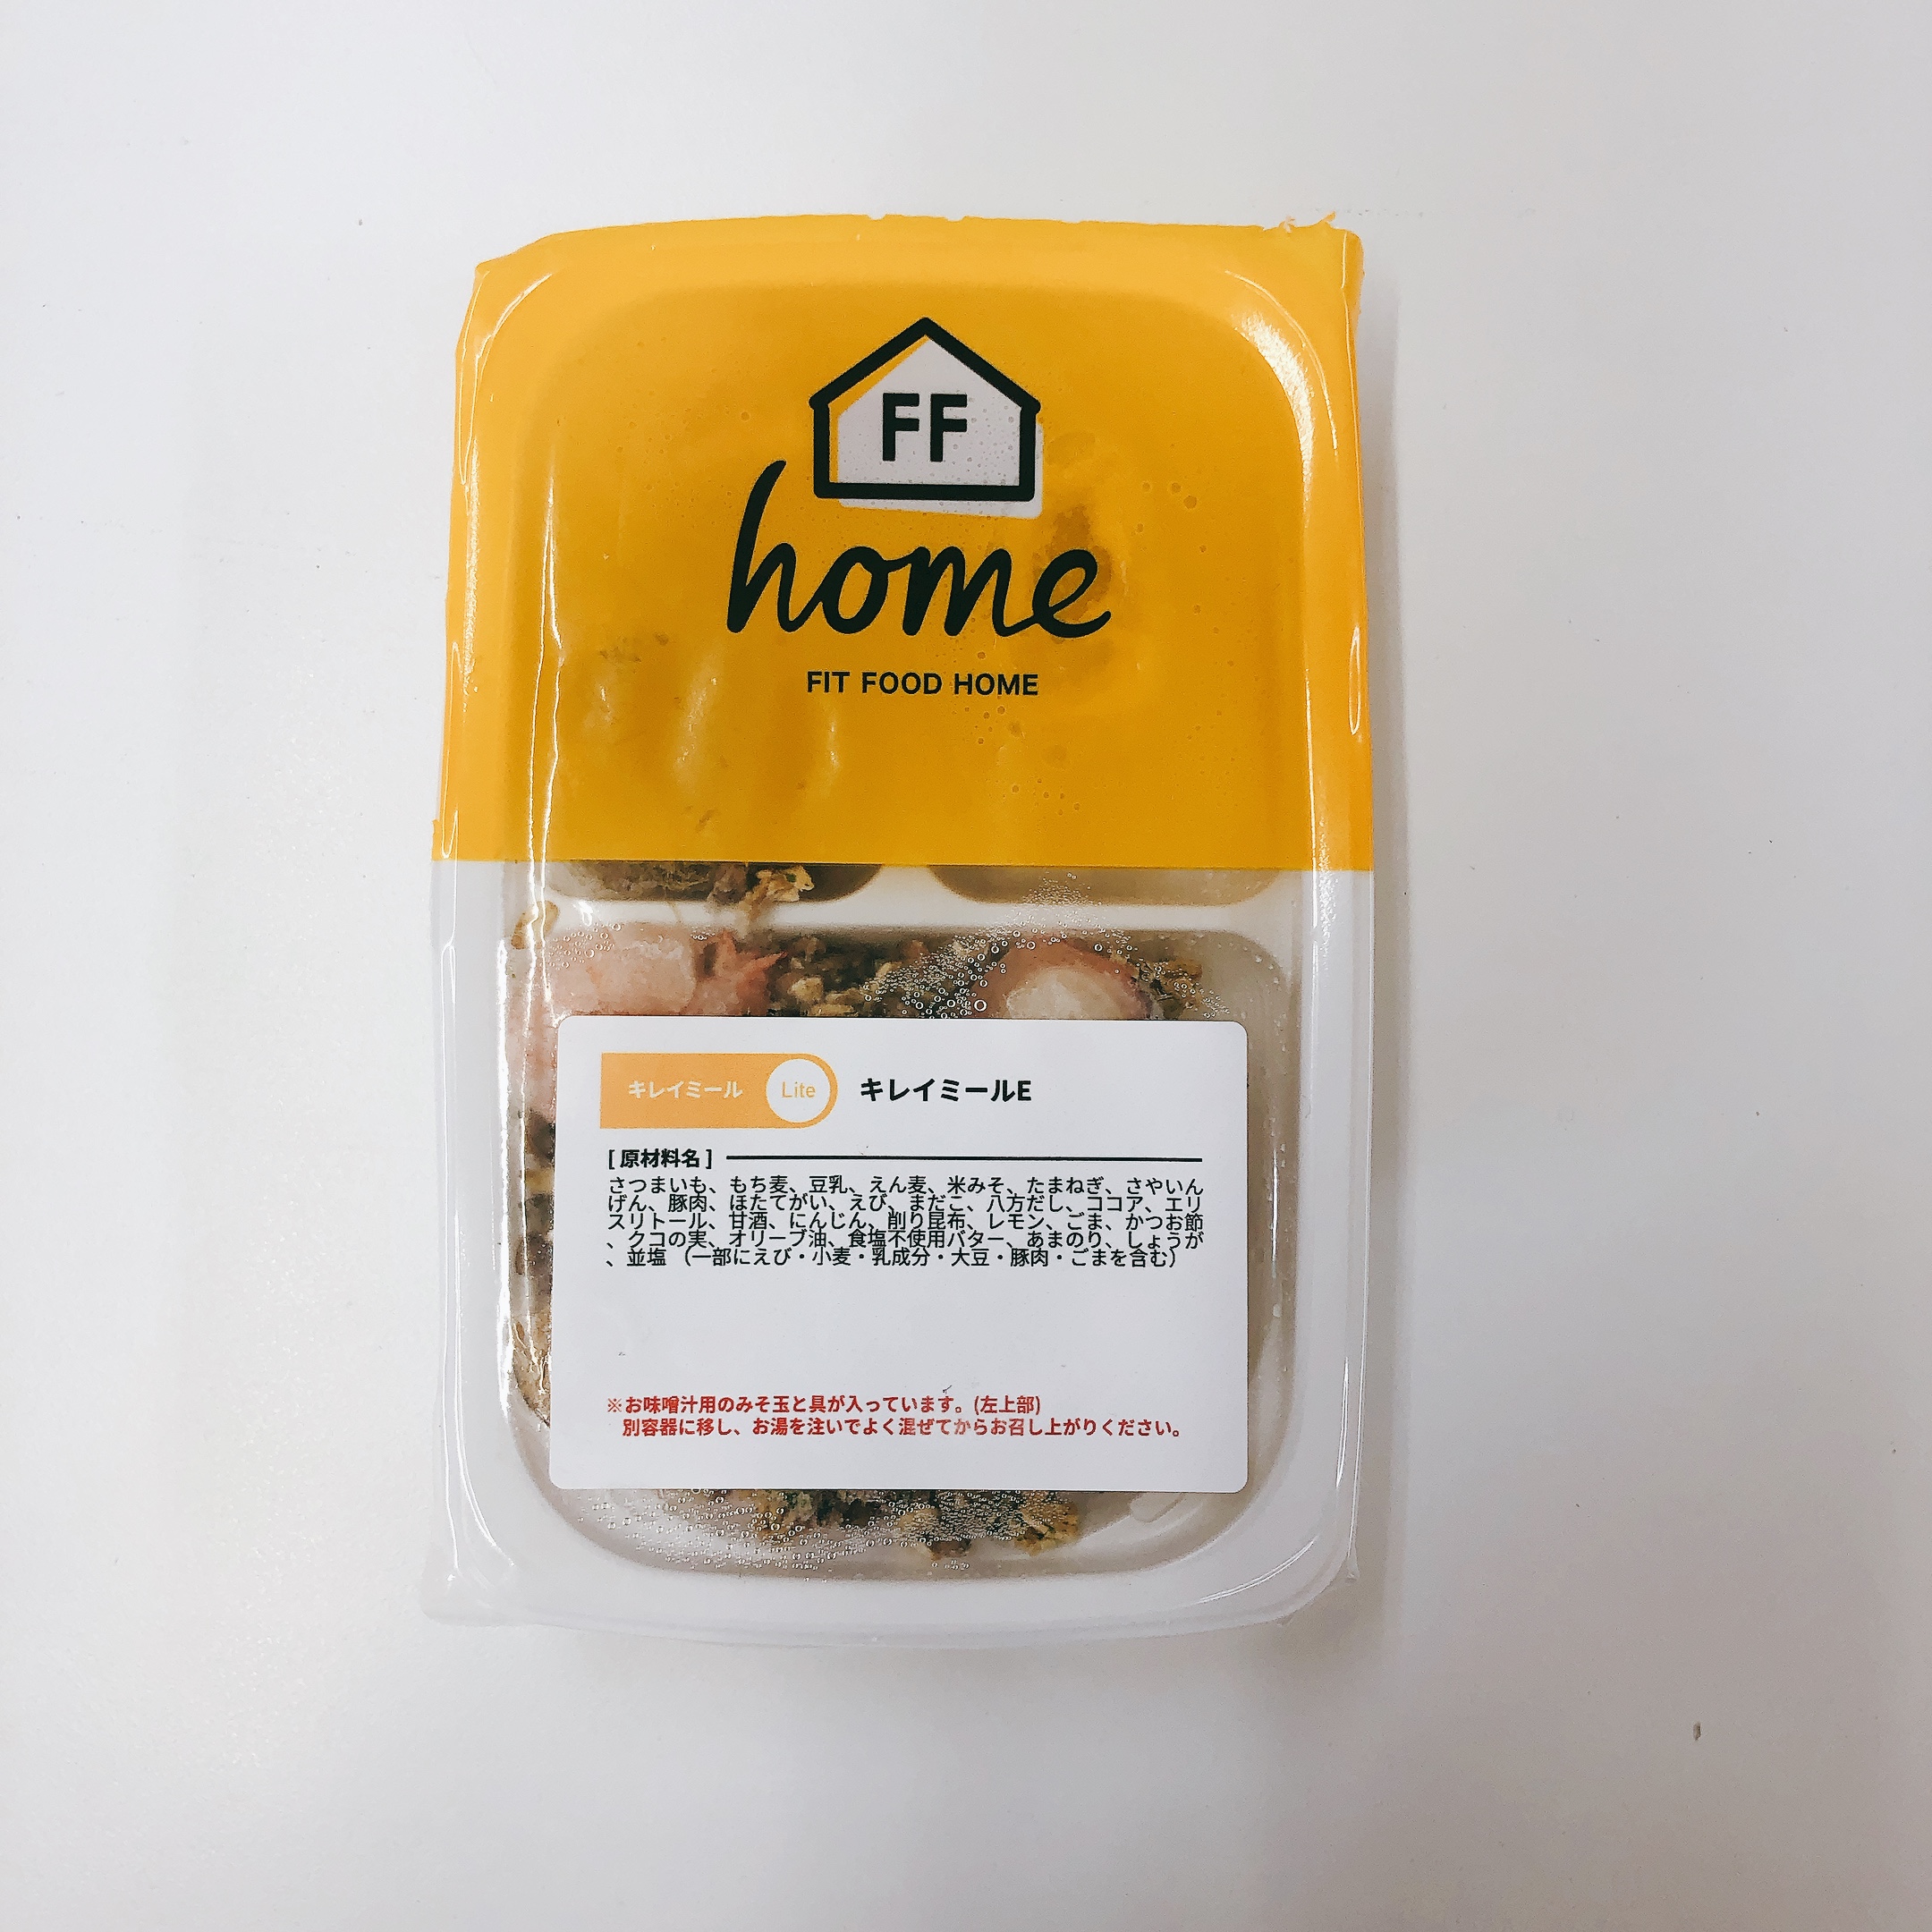 FF
home
FIT FOOD HOME
キレイミール Lite キレイミールE
[ 原材料名 ]
さつまいも、もち麦、豆乳、えん麦、米みそ、たまねぎ、さやいん
げん、豚肉、ほたてがい、えび、まだこ、八方だし、ココア、エリ
スリトール、甘酒、にんじん、削り昆布、レモン、ごま、かつお節
、クコの実、オリーブ油、食塩不使用バター、あまのり、しょうが
、並塩 （一部にえび・小麦・乳成分・大豆・豚肉・ごまを含む）
※お味噌汁用のみそ玉と具が入っています。(左上部)
別容器に移し、お湯を注いでよく混ぜてからお召し上がりください。